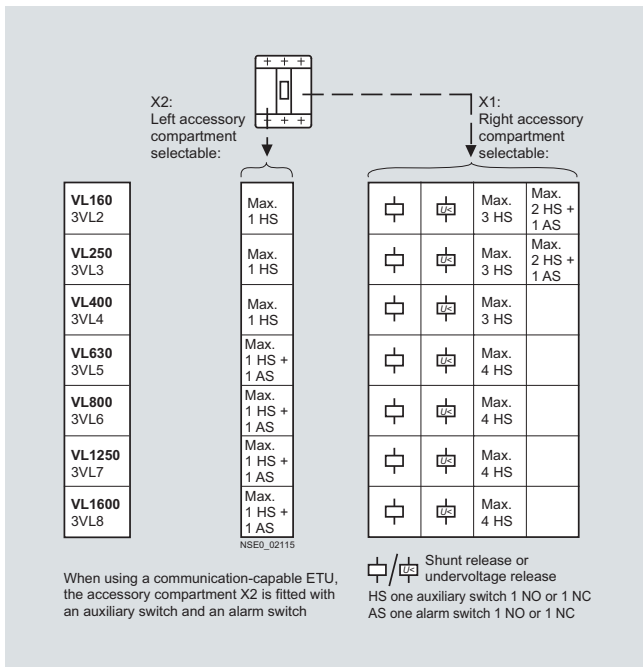 X2:
Left accessory
compartment
selectable:
X1:
Right accessory
compartment
selectable:
VL160
3VL2
Max.
1 HS
U<
Max.
3 HS
Max.
2 HS +
1 AS
VL250
3VL3
Max.
1 HS
U<
Max.
3 HS
Max.
2 HS +
1 AS
VL400
3VL4
Max.
1 HS
U<
Max.
3 HS
VL630
3VL5
Max.
1 HS +
1 AS
U<
Max.
4 HS
VL800
3VL6
Max.
1 HS +
1 AS
U<
Max.
4 HS
VL1250
3VL7
Max.
1 HS +
1 AS
U<
Max.
4 HS
VL1600
3VL8
Max.
1 HS +
1 AS
U<
Max.
4 HS
NSE0_02115
When using a communication-capable ETU,
the accessory compartment X2 is fitted with
an auxiliary switch and an alarm switch
/ U< Shunt release or
undervoltage release
HS one auxiliary switch 1 NO or 1 NC
AS one alarm switch 1 NO or 1 NC